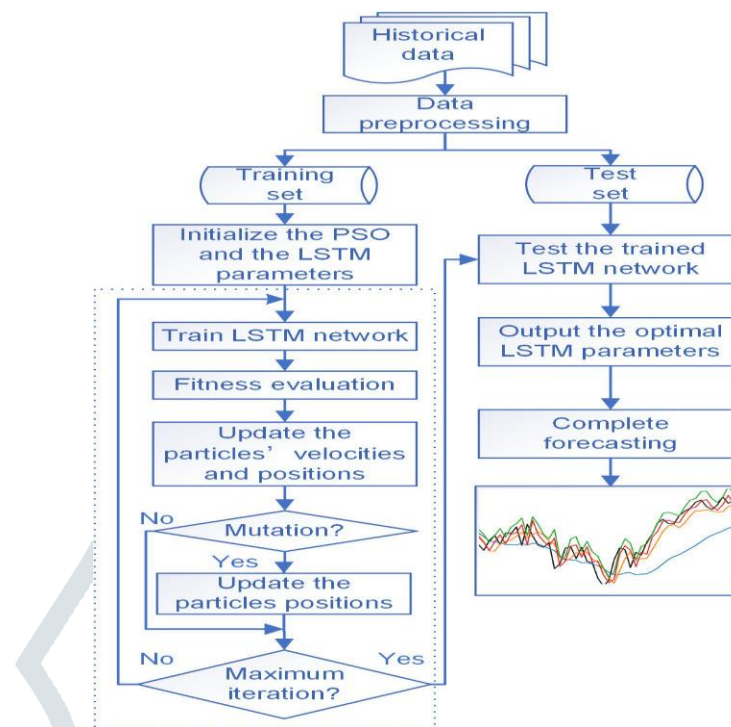 Historical
data
Data
preprocessing
Training
set
Test
set
Initialize the PSO
and the LSTM
parameters
Test the trained
LSTM network
Train LSTM network
Output the optimal
LSTM parameters
Fitness evaluation
Update the
particles' velocities
and positions
Complete
forecasting
No
Mutation?
Yes
Update the
particles positions
No
Yes
Maximum
iteration?